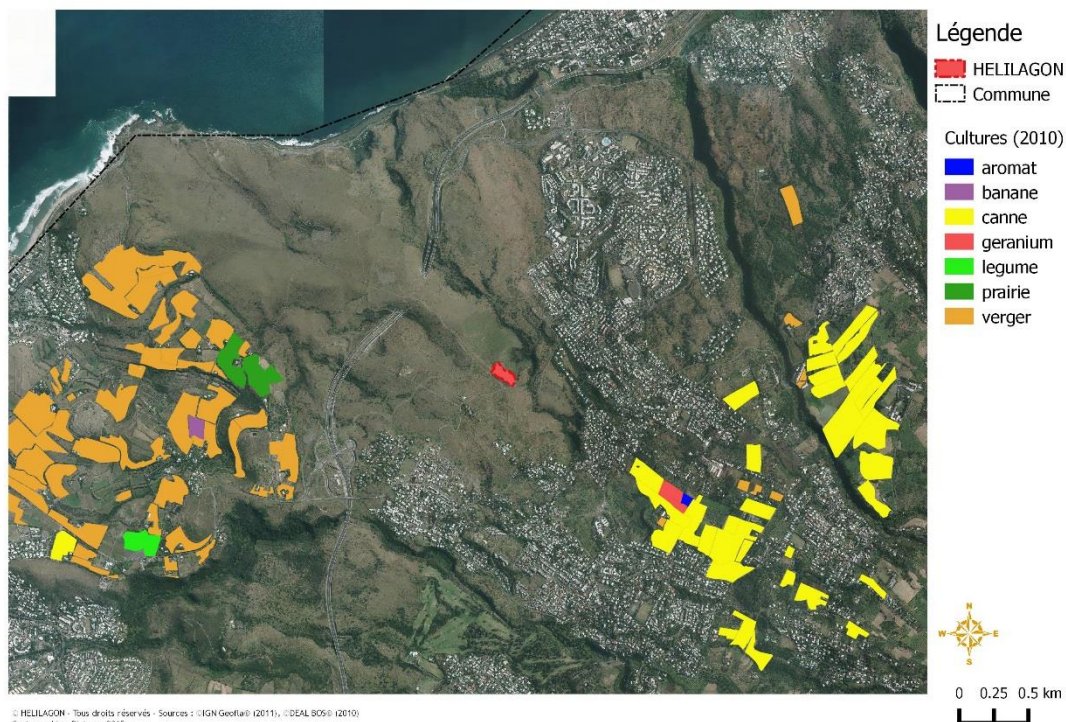 Légende
HELILAGON
Commune
Cultures (2010)
aromat
banane
canne
geranium
legume
prairie
verger
N
W E
S
0 0.25 0.5 km
© HELILAGON - Tous droits réservés - Sources : ©IGN Geofla® (2011), ©DEAL BOS® (2010)